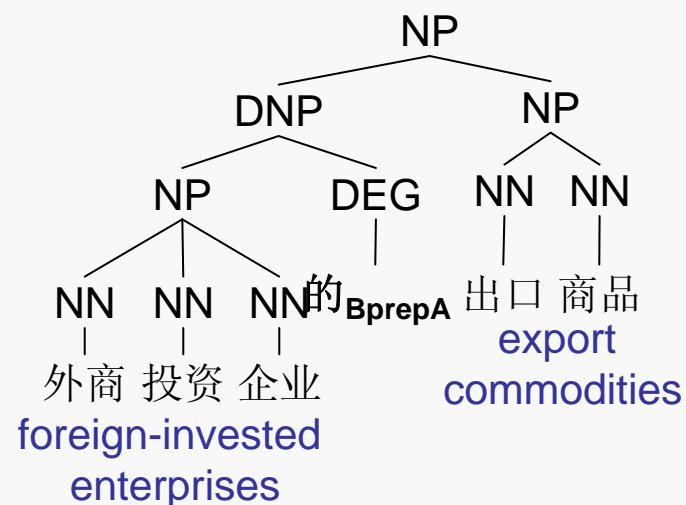 NP
DNP NP
NP DEG NN NN
NN NN NN 的BprepA 出口 商品
外商 投资 企业 export
commodities
foreign-invested
enterprises